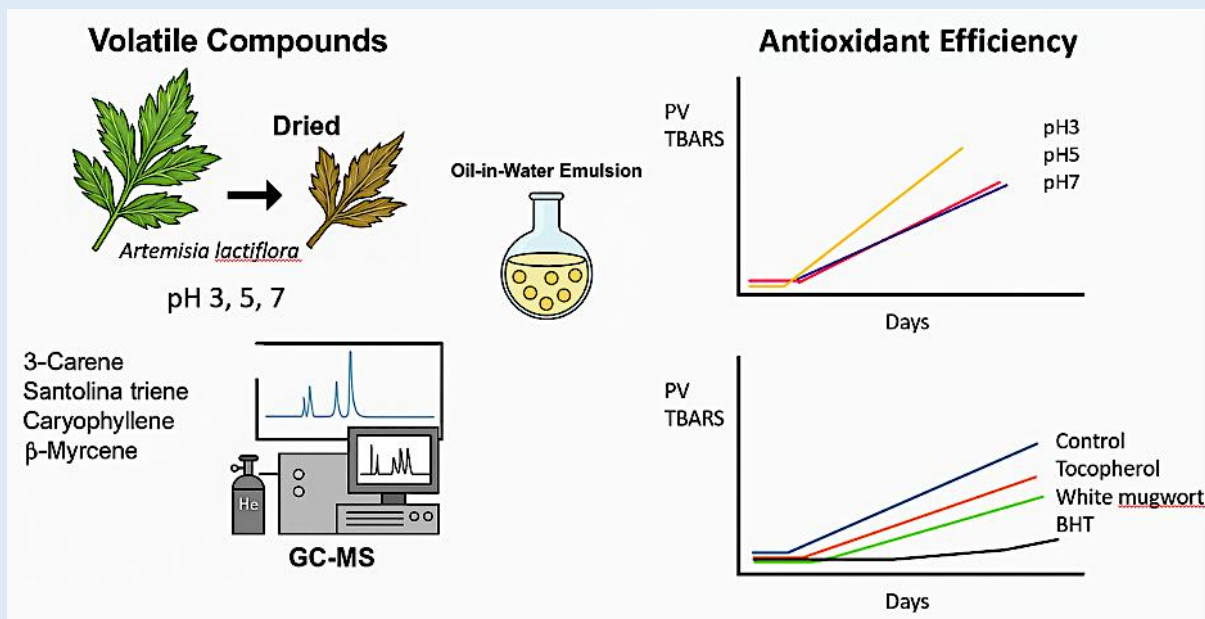 Volatile Compounds
Dried
Artemisia lactiflora
pH 3, 5, 7
Oil-in-Water Emulsion
3-Carene
Santolina triene
Caryophyllene
β-Myrcene
He
GC-MS
Antioxidant Efficiency
PV
TBARS
pH3
pH5
pH7
Days
PV
TBARS
Control
Tocopherol
White mugwort
BHT
Days